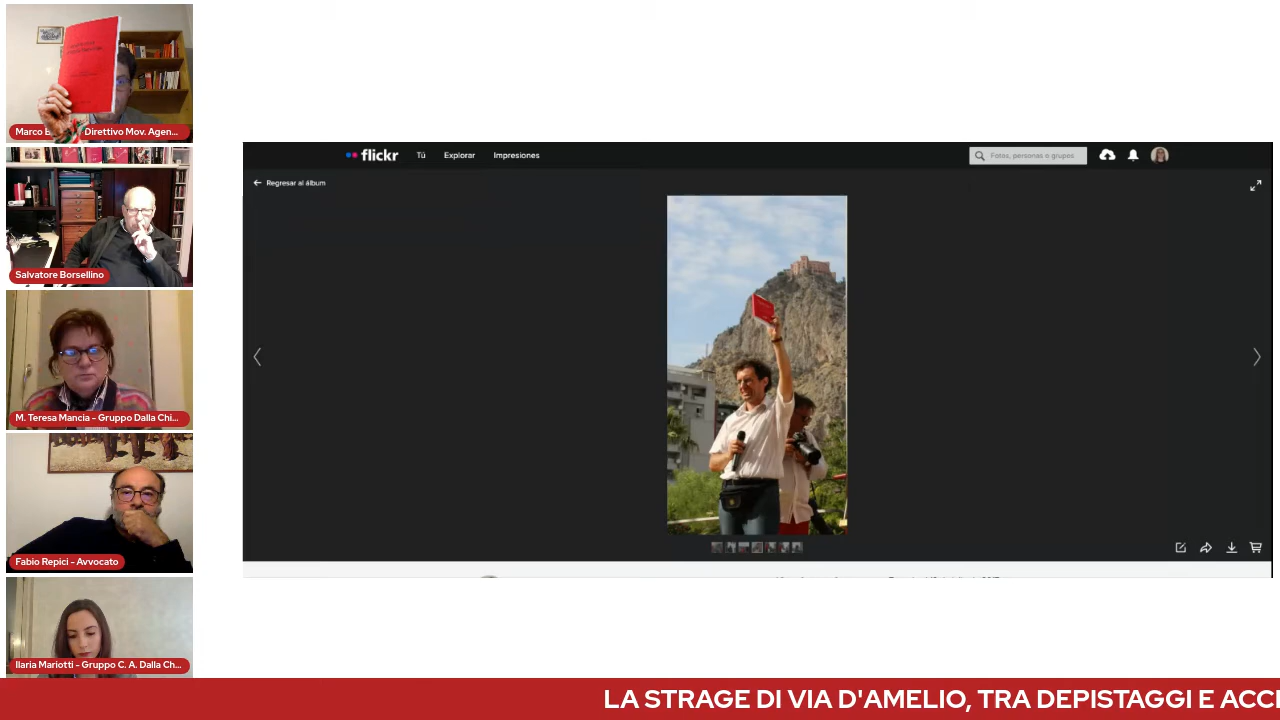 Marco B
Direttivo Mov. Agen...
Salvatore Borsellino
M. Teresa Mancia - Gruppo Dalla Chi...
Fabio Repici - Avvocato
Ilaria Mariotti - Gruppo C. A. Dalla Ch...
flickr
Tú
Explorar
Impresiones
Fotos, personas o grupos
Regresar al álbum
LA STRAGE DI VIA D'AMELIO, TRA DEPISTAGGI E ACC